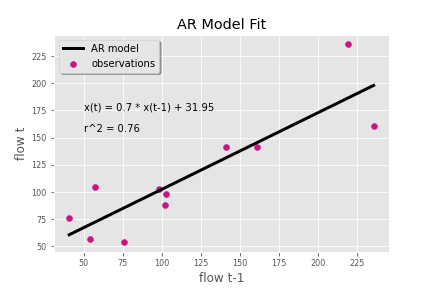 AR Model Fit
AR model
observations
x(t) = 0.7 * x(t-1) + 31.95
r^2 = 0.76
flow t
225
200
175
150
125
100
75
50
50 75 100 125 150 175 200 225
flow t-1